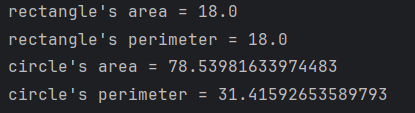 rectangle's area = 18.0
rectangle's perimeter = 18.0
circle's area = 78.53981633974483
circle's perimeter = 31.41592653589793